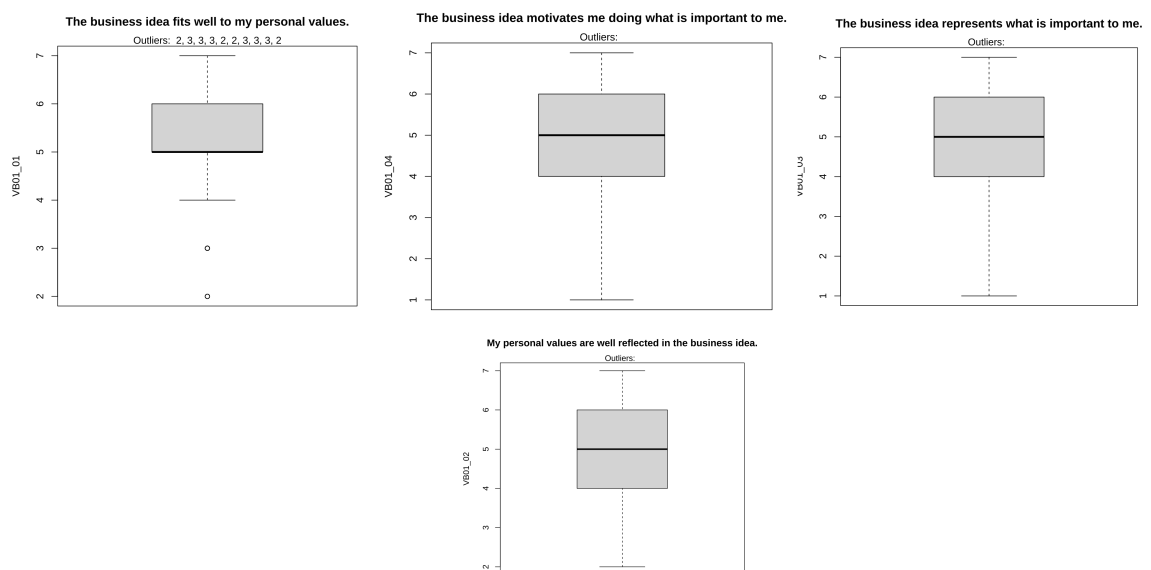 The business idea fits well to my personal values.
Outliers: 2, 3, 3, 3, 2, 2, 3, 3, 3, 2
7
6
5
4
3
2
VB01_01
The business idea motivates me doing what is important to me.
Outliers:
7
6
5
4
3
2
1
VB01_04
The business idea represents what is important to me.
Outliers:
7
6
5
4
3
2
1
VB01_03
My personal values are well reflected in the business idea.
Outliers:
7
6
5
4
3
2
VB01_02